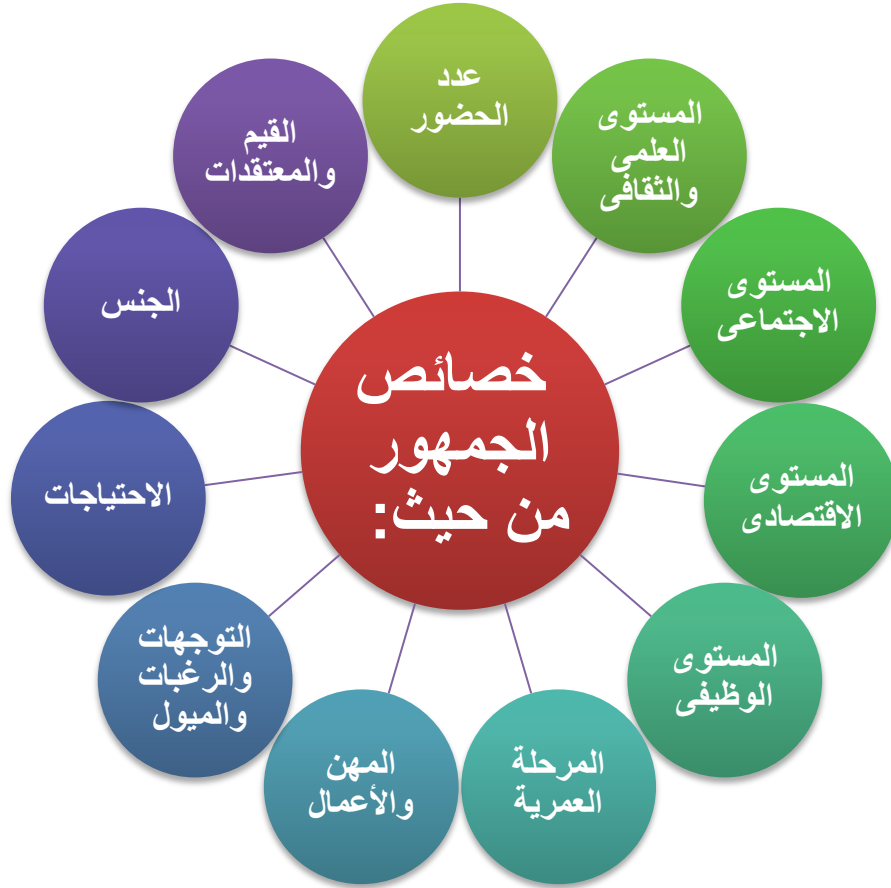 خصائص
الجمهور
من حيث:
عدد
الحضور
المستوى
العلمى
والثقافى
المستوى
الاجتماعى
المستوى
الاقتصادى
المستوى
الوظيفى
المرحلة
العمرية
المهن
والأعمال
التوجهات
والرغبات
والميول
الاحتياجات
الجنس
القيم
والمعتقدات